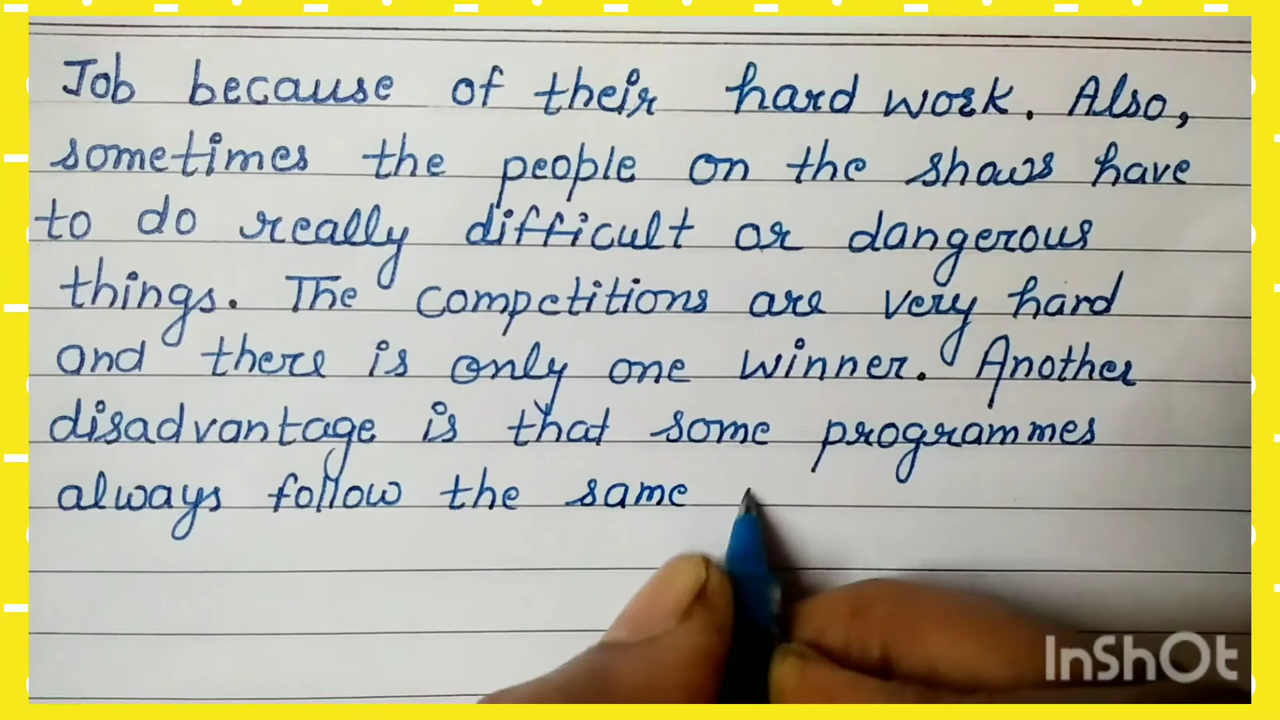 Job because of their hard work. Also,
sometimes the people on the shows have
to do really difficult or dangerous
things. The competitions are very hard
and there is only one winner. Another
disadvantage is that some programmes
always follow the same
InShOt